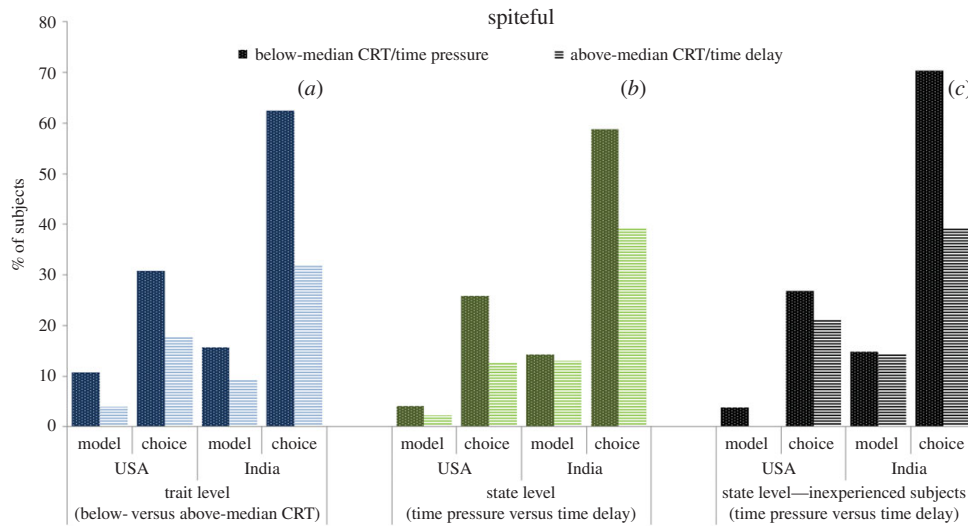 spiteful
below-median CRT/time pressure
above-median CRT/time delay
(a)
(b)
(c)
% of subjects
80
70
60
50
40
30
20
10
0
model choice model choice model choice model choice model choice model choice
USA India USA India USA India
trait level state level state level—inexperienced subjects
(below- versus above-median CRT) (time pressure versus time delay) (time pressure versus time delay)